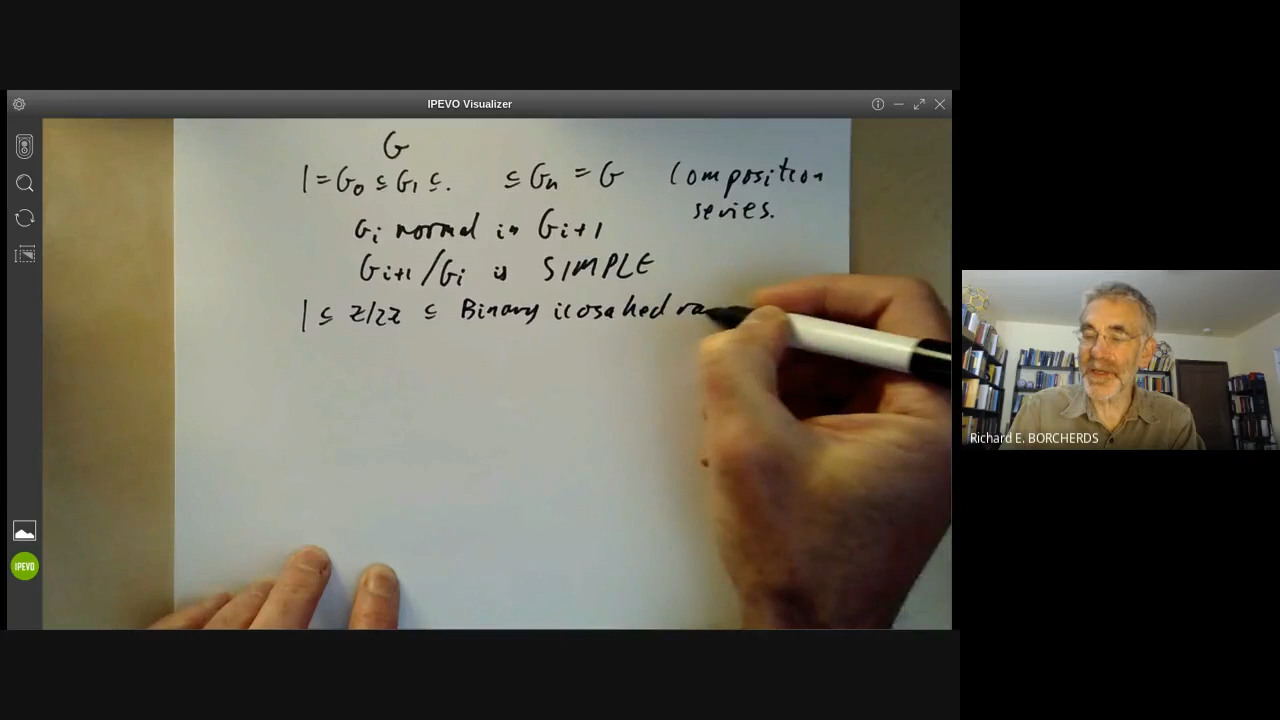 IPEVO Visualizer
G
1 = G₀ ⊆ G₁ ⊆ . ⊆ Gₙ = G Composition
series.
Gᵢ normal in Gᵢ₊₁
Gᵢ₊₁/Gᵢ is SIMPLE
1 ⊆ Z/2Z ⊆ Binary icosahedra
IPEVO
Richard E. BORCHERDS